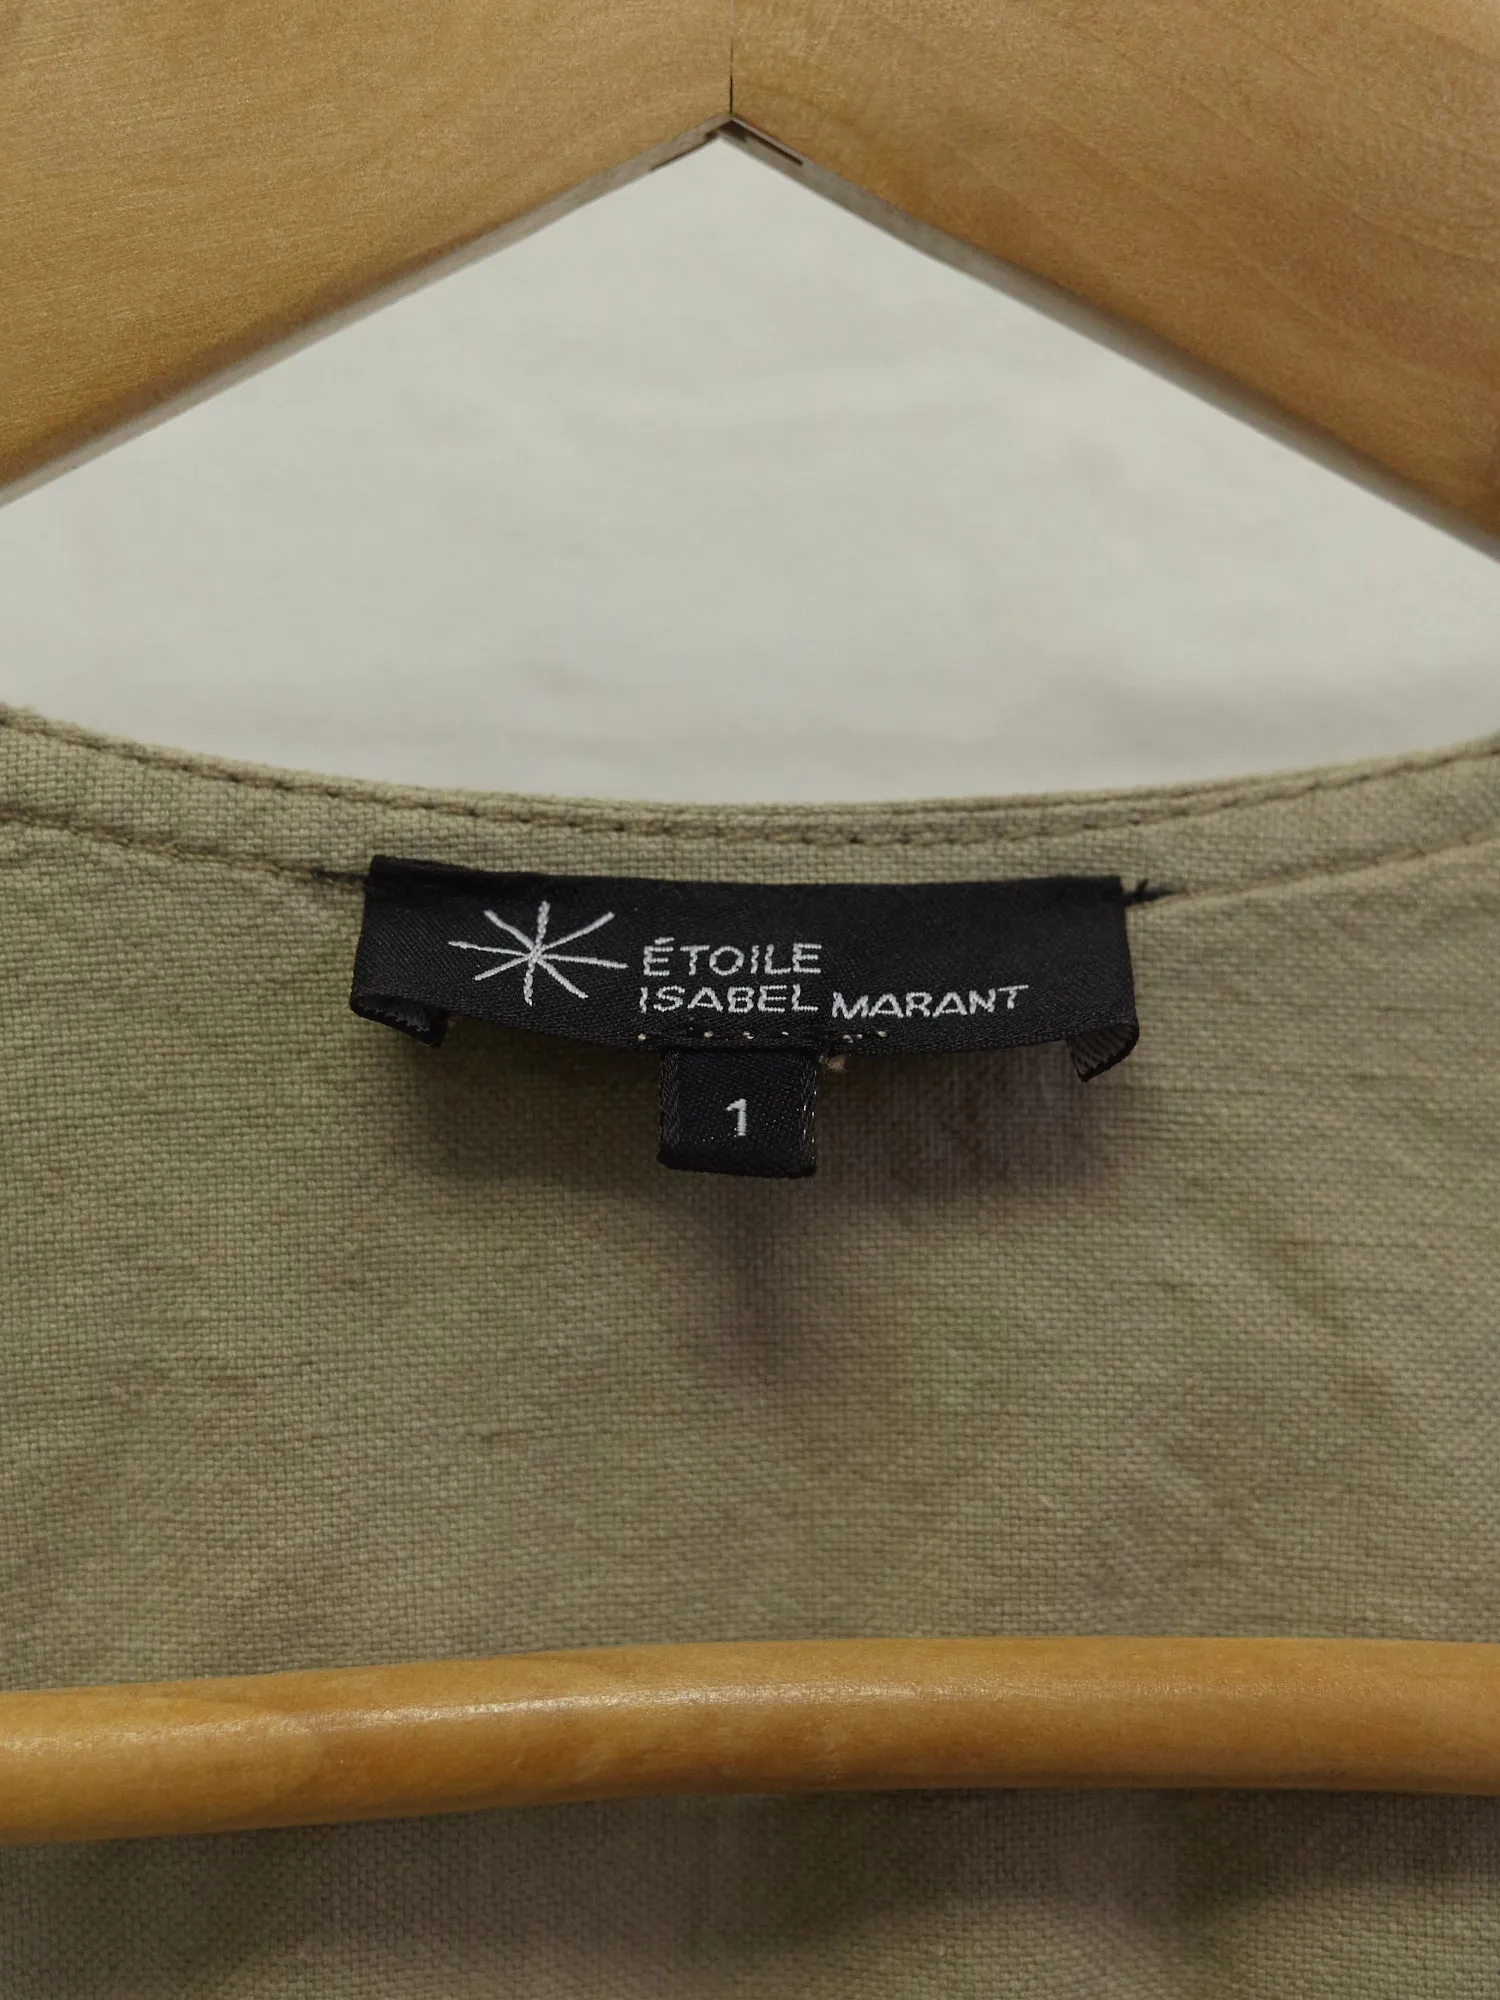 ÉTOILE
ISABEL MARANT
1